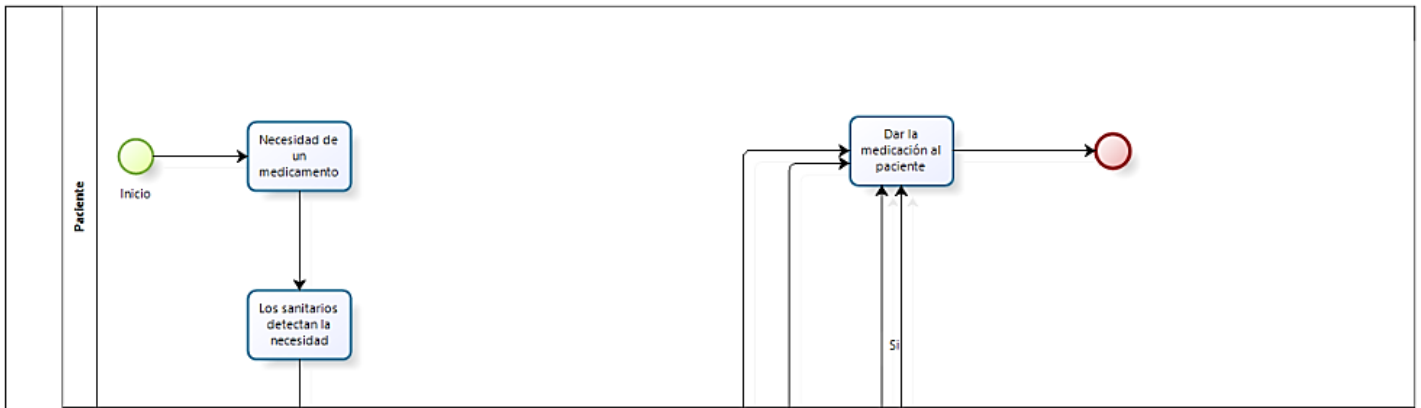 Paciente
Inicio
Necesidad de
un
medicamento
Los sanitarios
detectan la
necesidad
Dar la
medicación al
paciente
Si